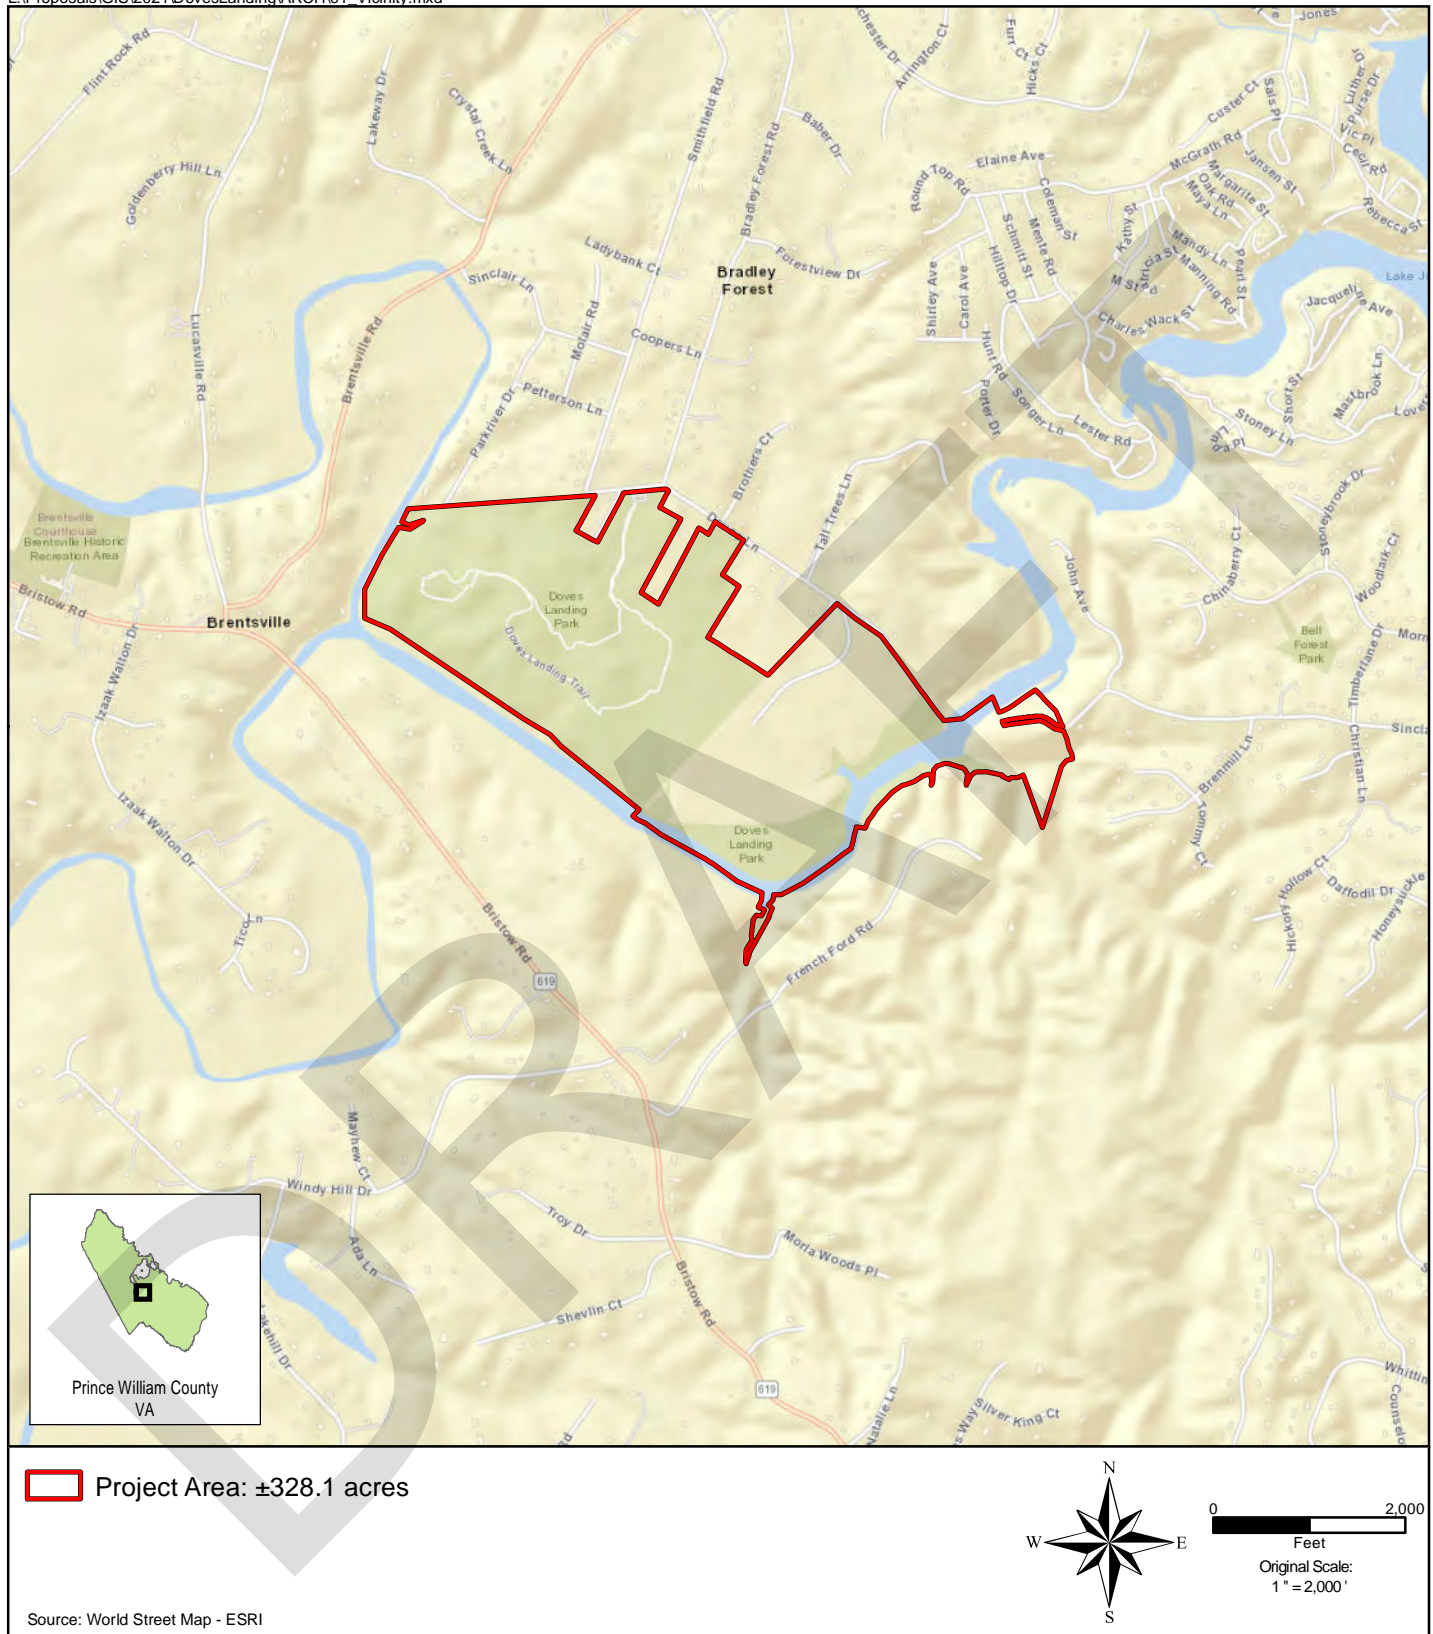 Jones
Flint Rock Rd
Arrington Ct
Furr Ct
Hicks Ct
Lakeway Dr
Crystal Creek Ln
Smithfield Rd
Bradley Forest Rd
Baber Dr
Custer Ct
Sals Pl
Luther Dr
Purse Dr
Vic Pl
Cecil Rd
McGrath Rd
Jansen St
Margarite St
Oak Rd
Maya Ln
Rebecca St
Elaine Ave
Round Top Rd
Coleman St
Mente Rd
Schmitt St
Hilltop Dr
Kathy St
Mandy Ln
Manning Rd
Pearl St
Goldenberry Hill Ln
Ladybank Ct
Forestview Dr
Bradley
Forest
Sinclair Ln
Shirley Ave
Carol Ave
Charles Wack St
Lake
Lucasville Rd
Brentsville Rd
Mofair Rd
Coopers Ln
Petterson Ln
Parkriver Dr
Hunt Rd
Porter Dr
Songer Ln
Lester Rd
Short St
Stoney Ln
Mastbrook Ln
Brothers Ct
Tall Trees Ln
Stoneybrook Dr
Woodlark Ct
Chinaberry Ct
John Ave
Brentsville
Courthouse
Brentsville Historic
Recreation Area
Bristow Rd
Brentsville
Doves
Landing
Park
Doves Landing Trail
Bell
Forest
Park
Timberlane Dr
Izaak Walton Dr
Christian Ln
Brenmill Ln
Tommy Ct
Izaak Walton Dr
Doves
Landing
Park
Hickory Hollow Ct
Daffodil Dr
Honeysuckle
Tico Ln
Bristow Rd
619
French Ford Rd
Mayhew Ct
Windy Hill Dr
Ada Ln
Troy Dr
Morla Woods Pl
Bristow Rd
Shevlin Ct
Lakehill Dr
619
Natalie Ln
Silver King Ct
Prince William County
VA
DRAFT
Project Area: ±328.1 acres
N
W
E
S
0
2,000
Feet
Original Scale:
1 " = 2,000 '
Source: World Street Map - ESRI